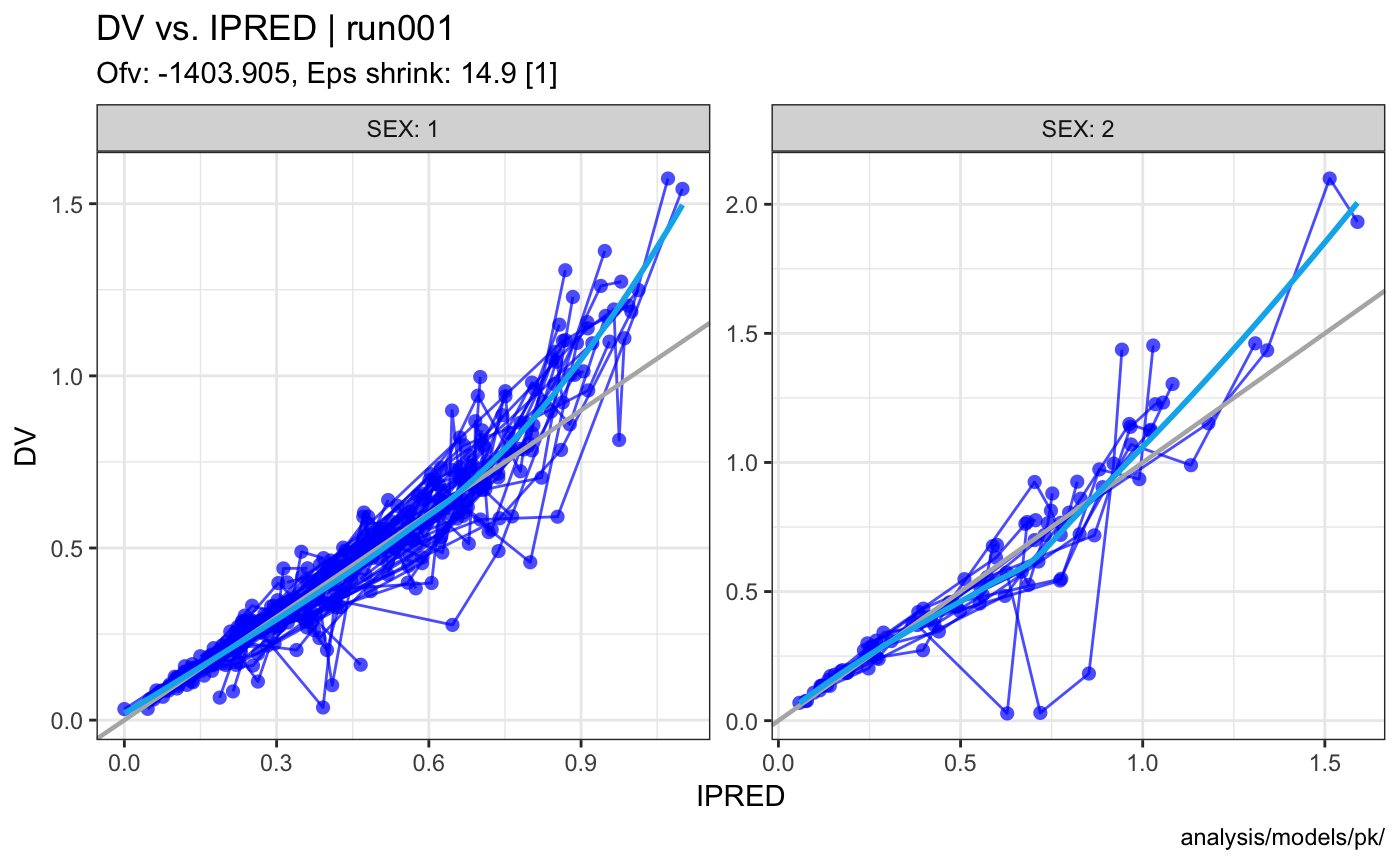 DV vs. IPRED | run001
Ofv: -1403.905, Eps shrink: 14.9 [1]
SEX: 1
SEX: 2
DV
1.5
1.0
0.5
0.0
2.0
1.5
1.0
0.5
0.0
0.0 0.3 0.6 0.9
0.0 0.5 1.0 1.5
IPRED
analysis/models/pk/